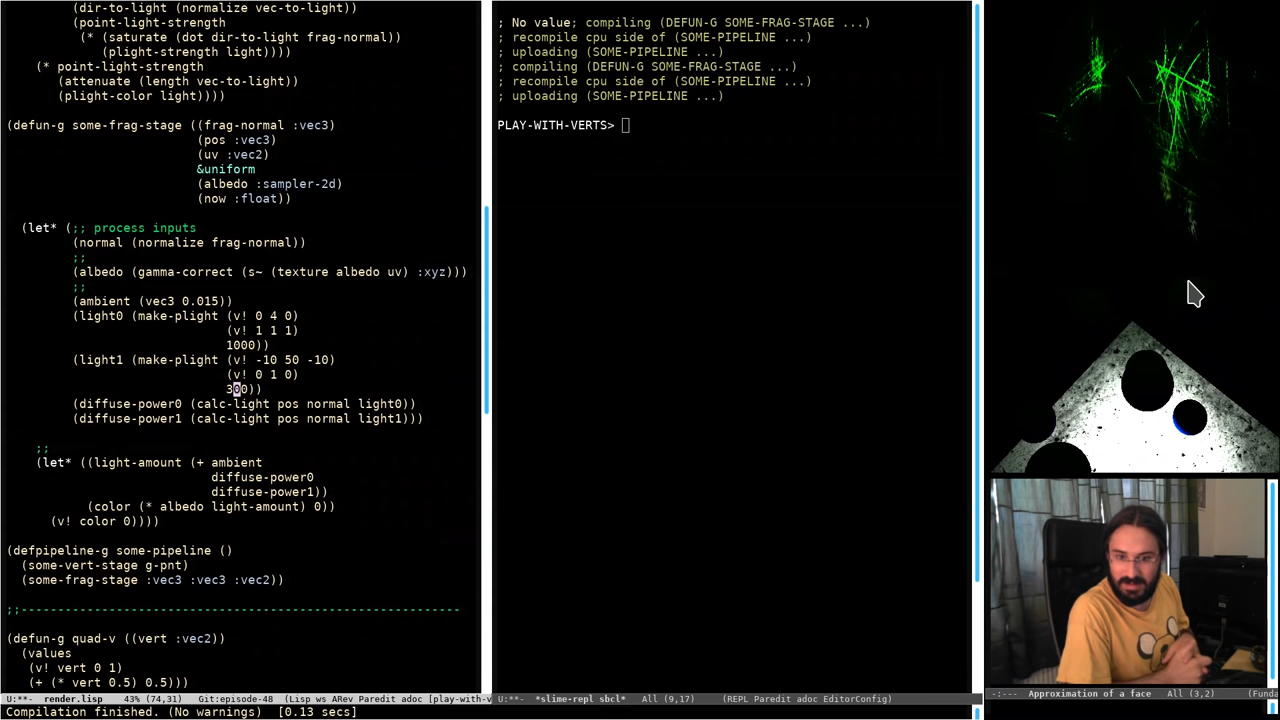 (dir-to-light (normalize vec-to-light))
(point-light-strength
(* (saturate (dot dir-to-light frag-normal))
(plight-strength light))))
(* point-light-strength
(attenuate (length vec-to-light))
(plight-color light))))
(defun-g some-frag-stage ((frag-normal :vec3)
(pos :vec3)
(uv :vec2)
&uniform
(albedo :sampler-2d)
(now :float))
(let* (;; process inputs
(normal (normalize frag-normal))
;;
(albedo (gamma-correct (s~ (texture albedo uv) :xyz)))
;;
(ambient (vec3 0.015))
(light0 (make-plight (v! 0 4 0)
(v! 1 1 1)
1000))
(light1 (make-plight (v! -10 50 -10)
(v! 0 1 0)
300))
(diffuse-power0 (calc-light pos normal light0))
(diffuse-power1 (calc-light pos normal light1)))
;;
(let* ((light-amount (+ ambient
diffuse-power0
diffuse-power1))
(color (* albedo light-amount) 0))
(v! color 0))))
(defpipeline-g some-pipeline ()
(some-vert-stage g-pnt)
(some-frag-stage :vec3 :vec3 :vec2))
;;------------------------------------------------------------
(defun-g quad-v ((vert :vec2))
(values
(v! vert 0 1)
(+ (* vert 0.5) 0.5)))
U:**- render.lisp 43% (74,31) Git:episode-48 (Lisp ws ARev Paredit adoc [play-with-v
Compilation finished. (No warnings) [0.13 secs]
; No value; compiling (DEFUN-G SOME-FRAG-STAGE ...)
; recompile cpu side of (SOME-PIPELINE ...)
; uploading (SOME-PIPELINE ...)
; compiling (DEFUN-G SOME-FRAG-STAGE ...)
; recompile cpu side of (SOME-PIPELINE ...)
; uploading (SOME-PIPELINE ...)
PLAY-WITH-VERTS>
U:**- *slime-repl sbcl* All (9,17) (REPL Paredit adoc EditorConfig)
-:--- Approximation of a face All (3,2) (Funda